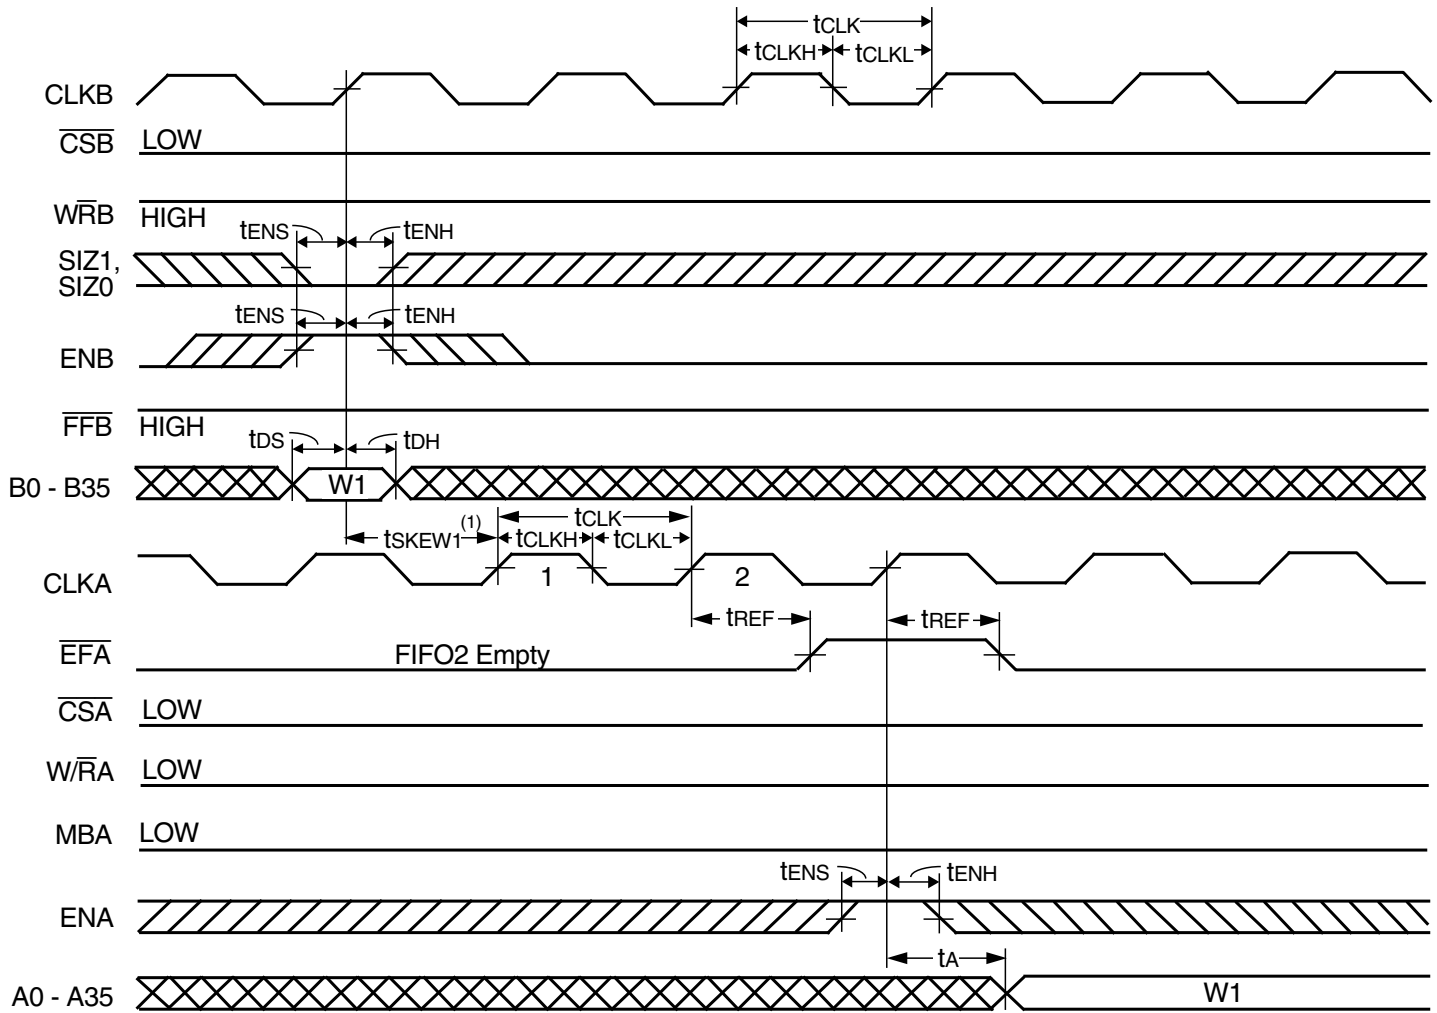 tCLK
tCLKH tCLKL
CLKB
CSB LOW
WRB HIGH
tENS tENH
SIZ1,
SIZ0
tENS tENH
ENB
FFB HIGH
tDS tDH
B0 - B35 W1
tSKEW1(1) tCLK
tCLKH tCLKL
CLKA 1 2
tREF tREF
EFA FIFO2 Empty
CSA LOW
W/RA LOW
MBA LOW
tENS tENH
ENA
tA
A0 - A35 W1